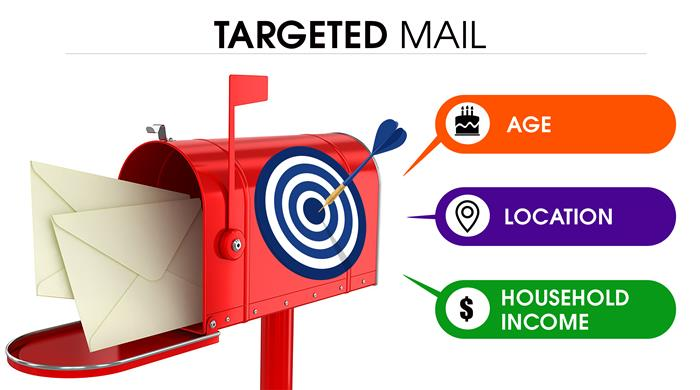 TARGETED MAIL
AGE
LOCATION
$ HOUSEHOLD
INCOME